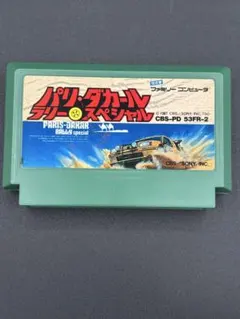 パリ・ダカール
ラリー スペシャル
PARIS-DAKAR
RALLY special
ファミリー コンピュータ
CBS-PD 53FR-2
CBS/SONY INC.